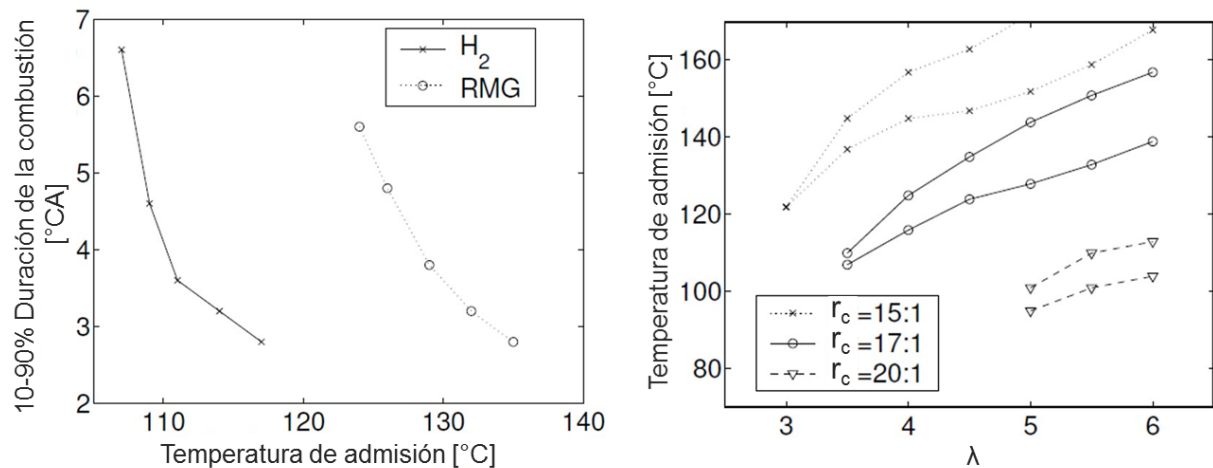 10-90% Duración de la combustión
[°CA]
7
6
5
4
3
2
110
120
130
140
Temperatura de admisión [°C]
H2
RMG
Temperatura de admisión [°C]
160
140
120
100
80
3
4
5
6
λ
rc =15:1
rc =17:1
rc =20:1